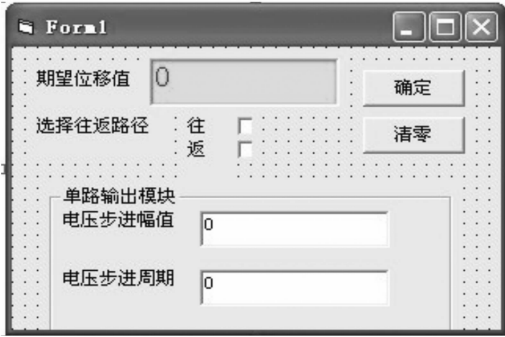 Form1
期望位移值 0 确定
选择往返路径 往 清零
返
单路输出模块
电压步进幅值 0
电压步进周期 0